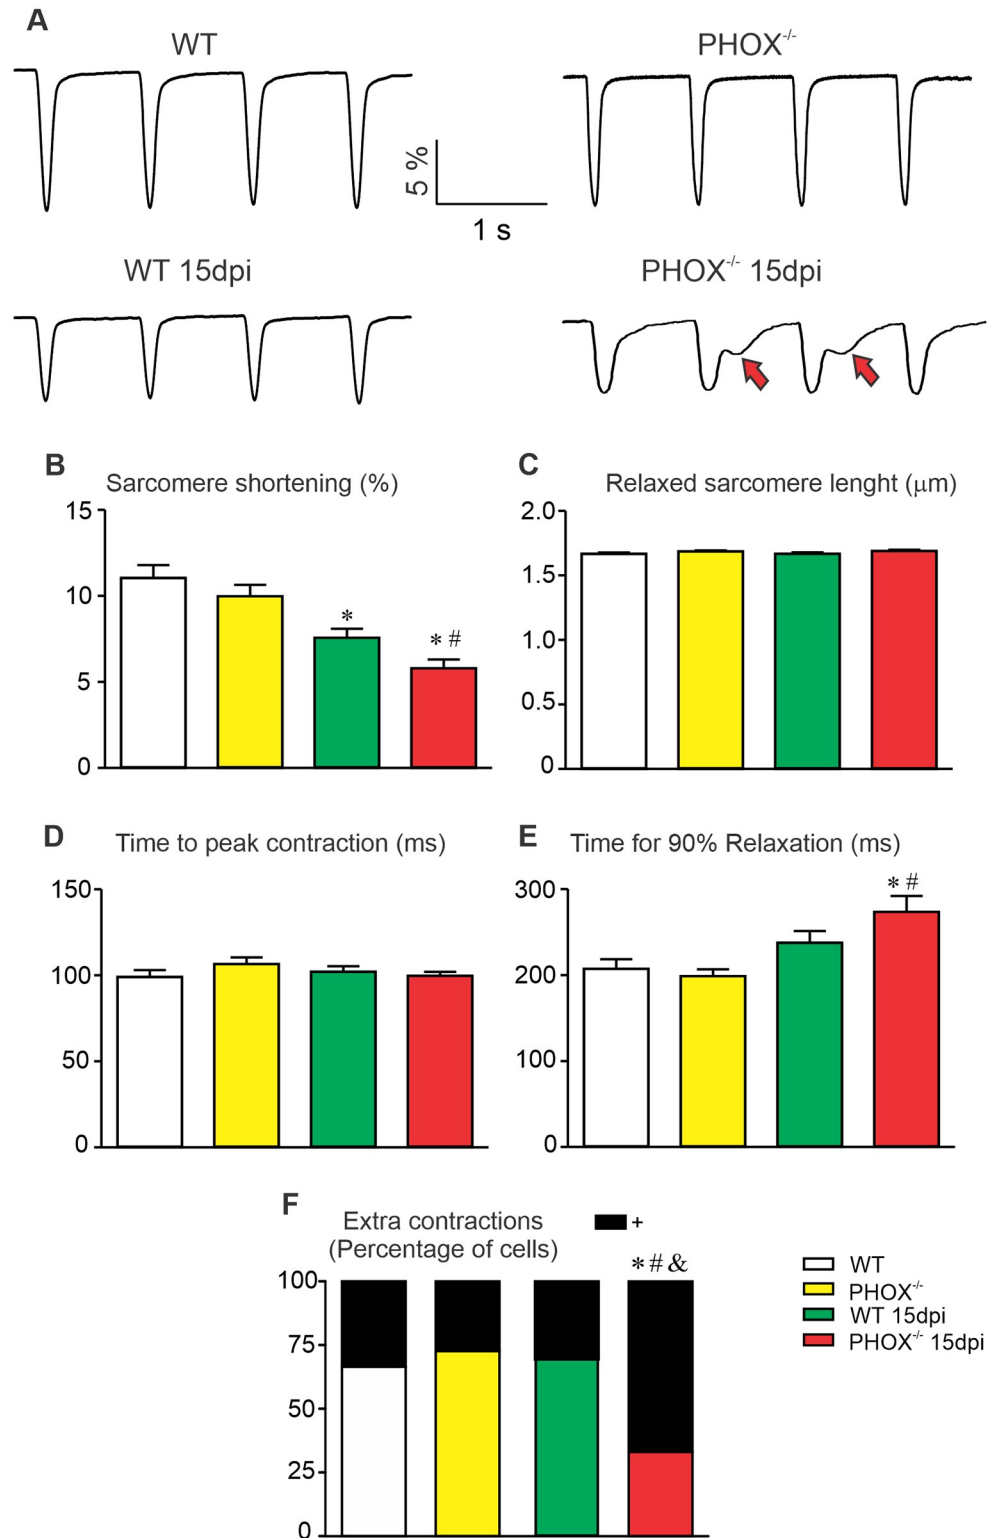 A
WT
PHOX-/-
5 %
1 s
WT 15dpi
PHOX-/- 15dpi
B
Sarcomere shortening (%)
15
10
5
0
*
* #
C
Relaxed sarcomere lenght (μm)
2.0
1.5
1.0
0.5
0
D
Time to peak contraction (ms)
150
100
50
0
E
Time for 90% Relaxation (ms)
300
200
100
0
* #
F
Extra contractions
(Percentage of cells)
+
* # &
100
75
50
25
0
WT
PHOX-/-
WT 15dpi
PHOX-/- 15dpi